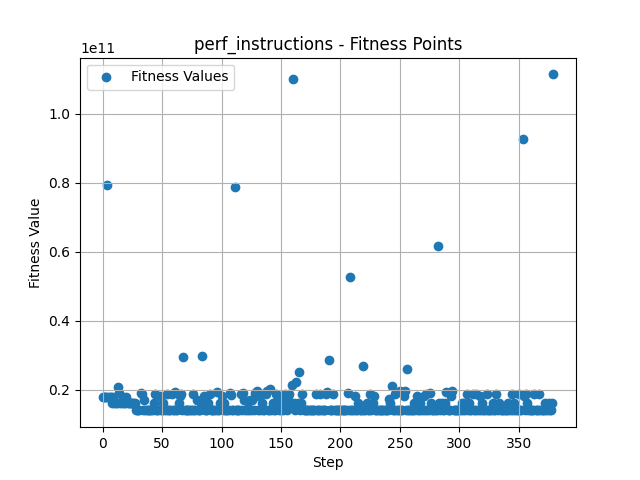 perf_instructions - Fitness Points
1e11
Fitness Values
1.0
0.8
0.6
0.4
0.2
Fitness Value
0 50 100 150 200 250 300 350
Step